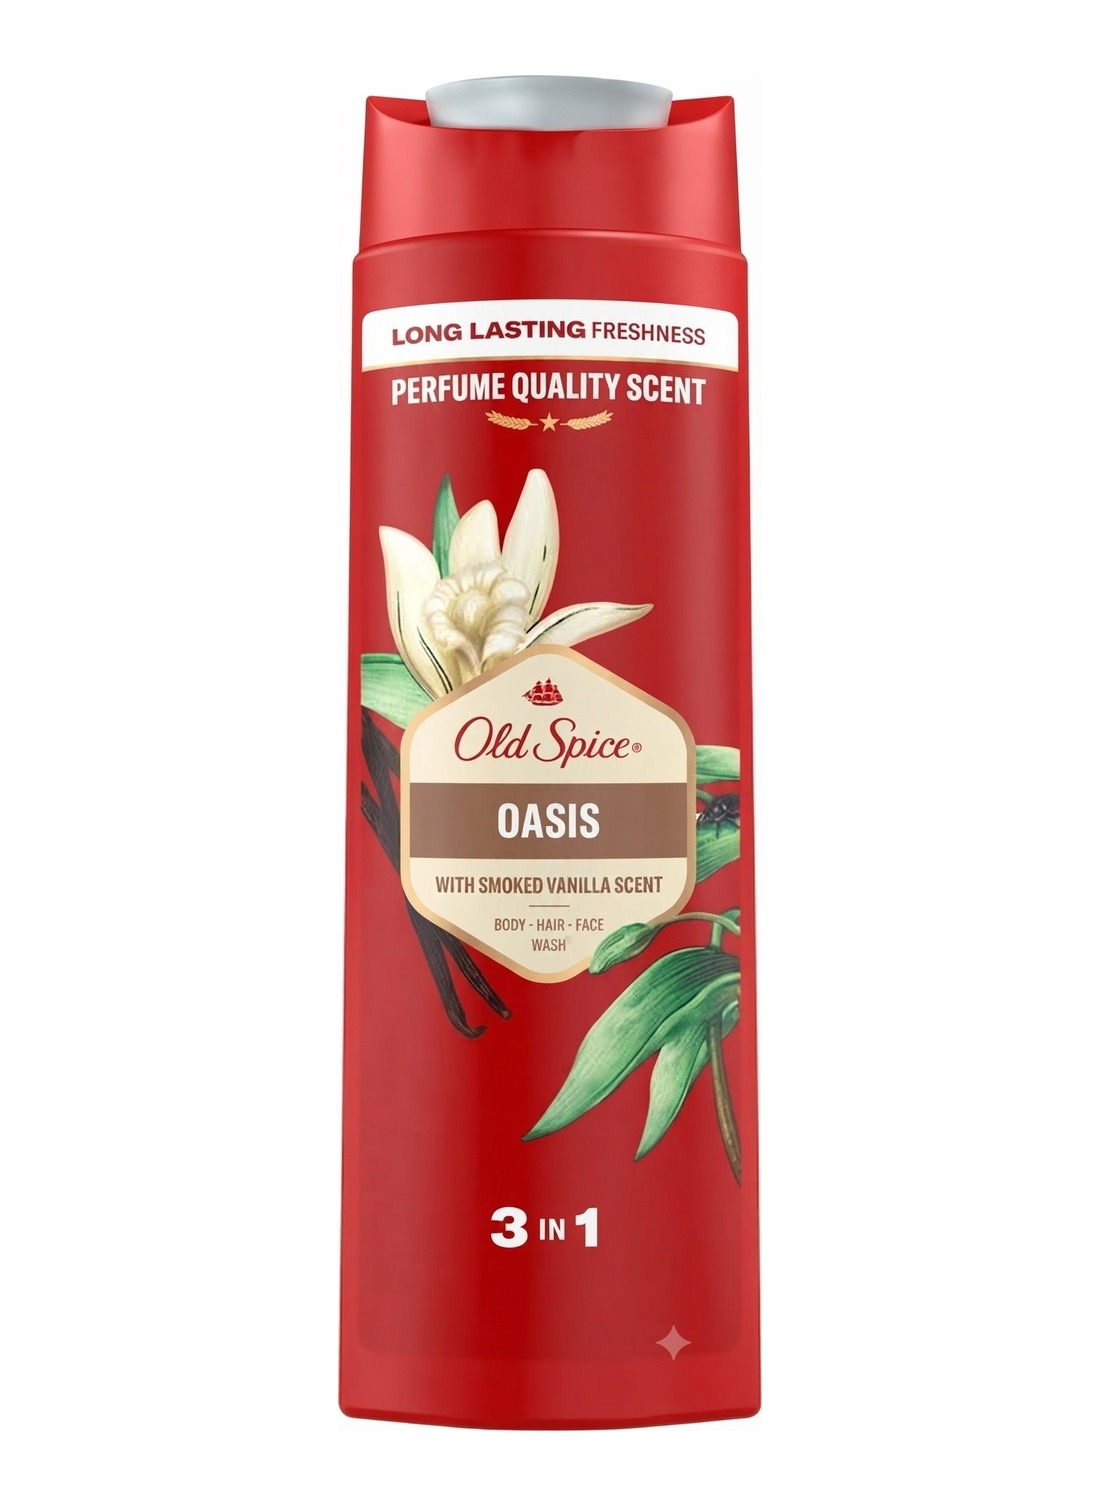 LONG LASTING FRESHNESS
PERFUME QUALITY SCENT
Old Spice®
OASIS
WITH SMOKED VANILLA SCENT
BODY - HAIR - FACE
WASH
3 IN 1